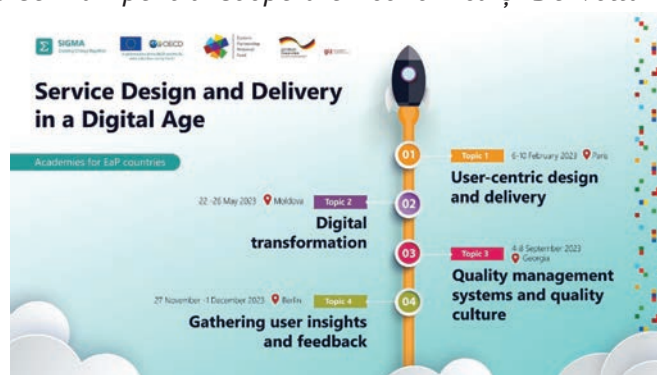 SIGMA
OECD
Service Design and Delivery
in a Digital Age
Academies for EaP countries
01
Topic 1
6-10 February 2023
Paris
User-centric design
and delivery
22 -26 May 2023
Moldova
Topic 2
02
Digital
transformation
03
Topic 3
4-8 September 2023
Georgia
Quality management
systems and quality
culture
27 November -1 December 2023
Berlin
Topic 4
04
Gathering user insights
and feedback